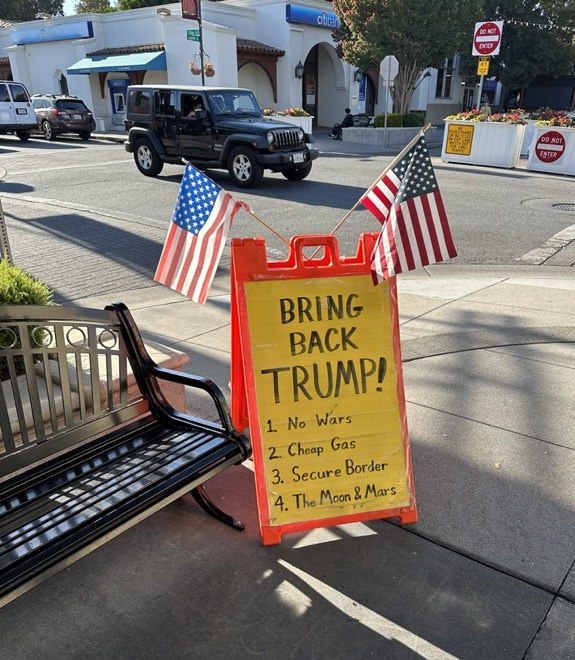 citibank
DO NOT
ENTER
DO NOT
ENTER
BRING
BACK
TRUMP!
1. No Wars
2. Cheap Gas
3. Secure Border
4. The Moon & Mars